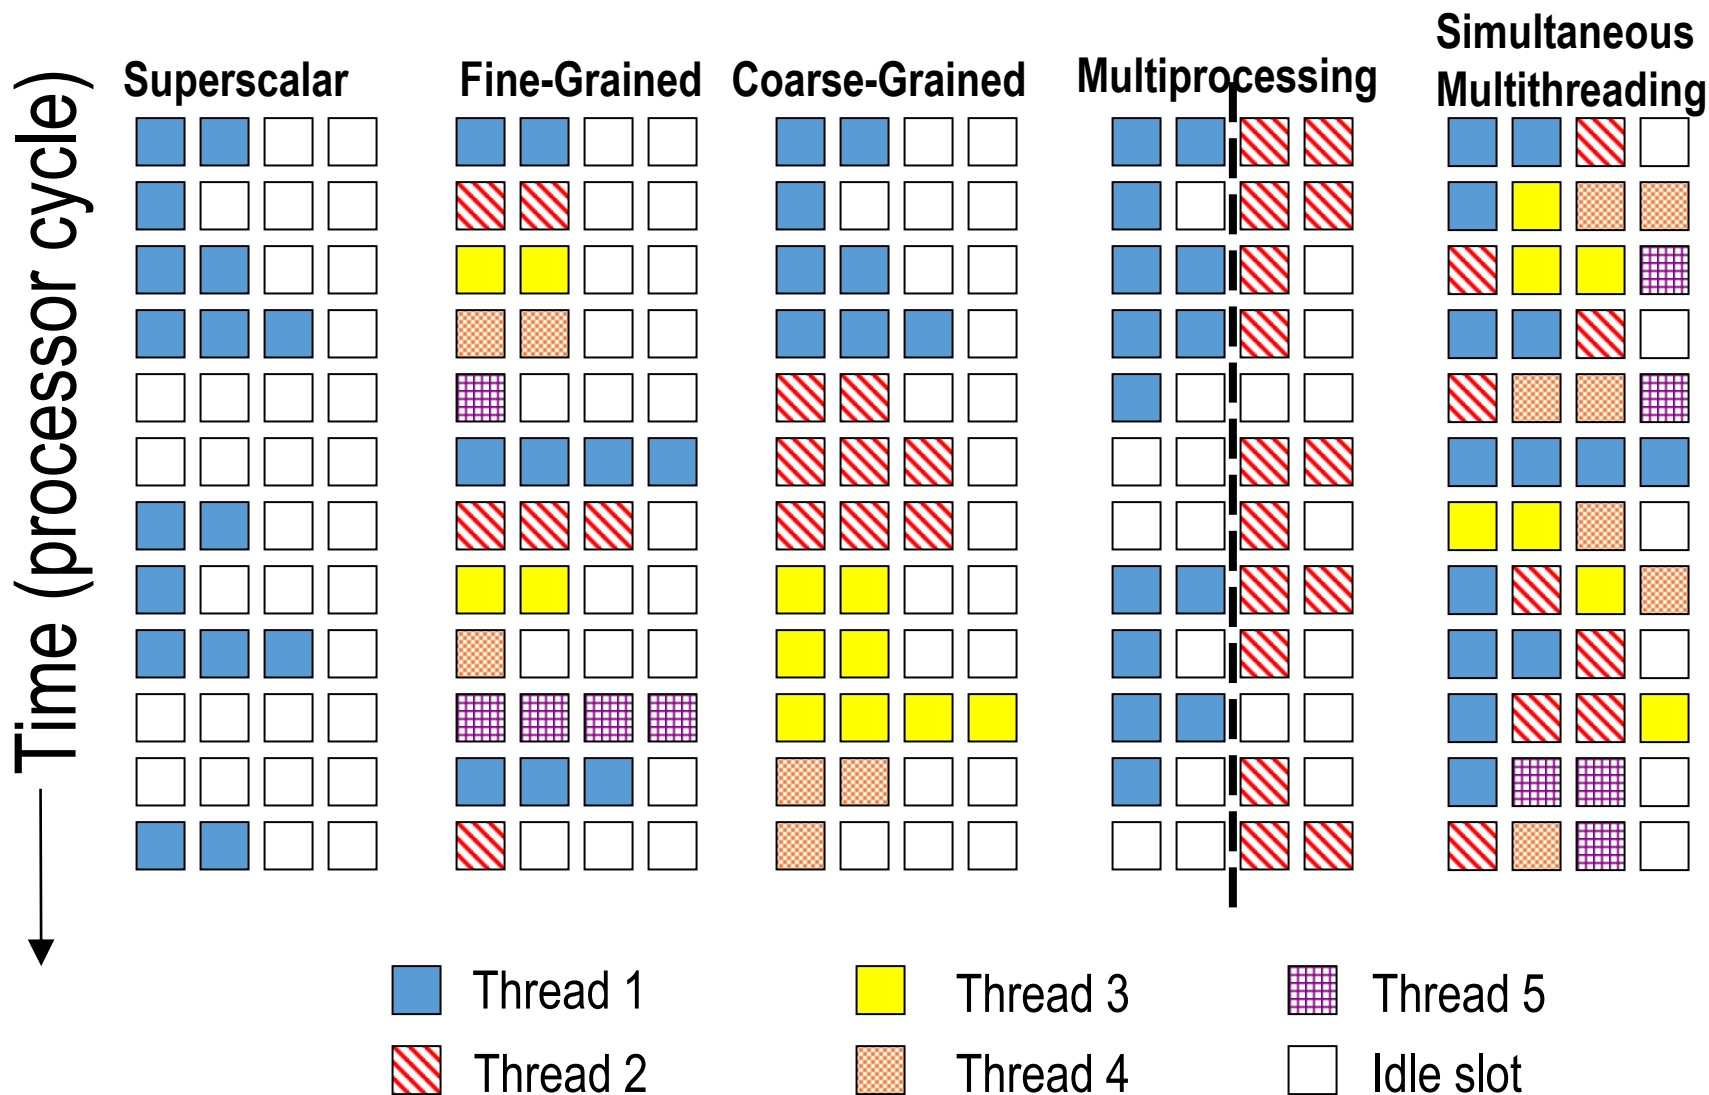 Simultaneous
Superscalar Fine-Grained Coarse-Grained Multiprocessing Multithreading
Time (processor cycle)
Thread 1 Thread 3 Thread 5
Thread 2 Thread 4 Idle slot